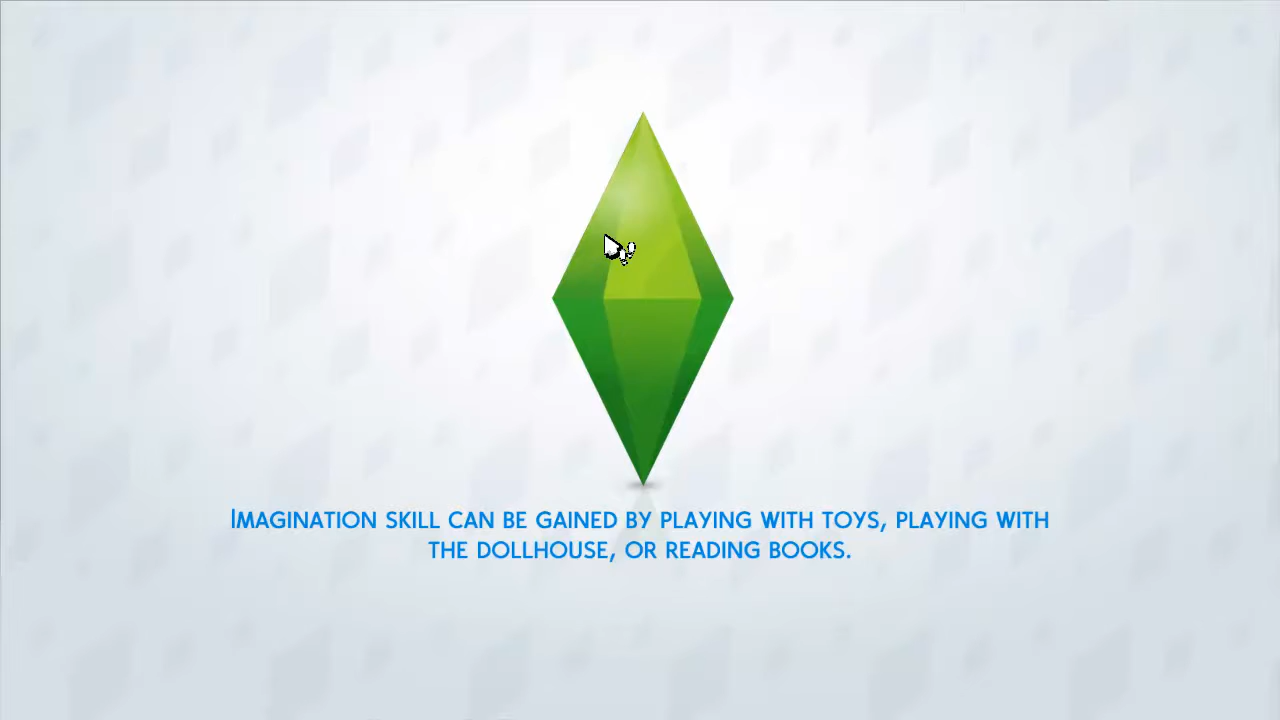 Imagination skill can be gained by playing with toys, playing with
the dollhouse, or reading books.